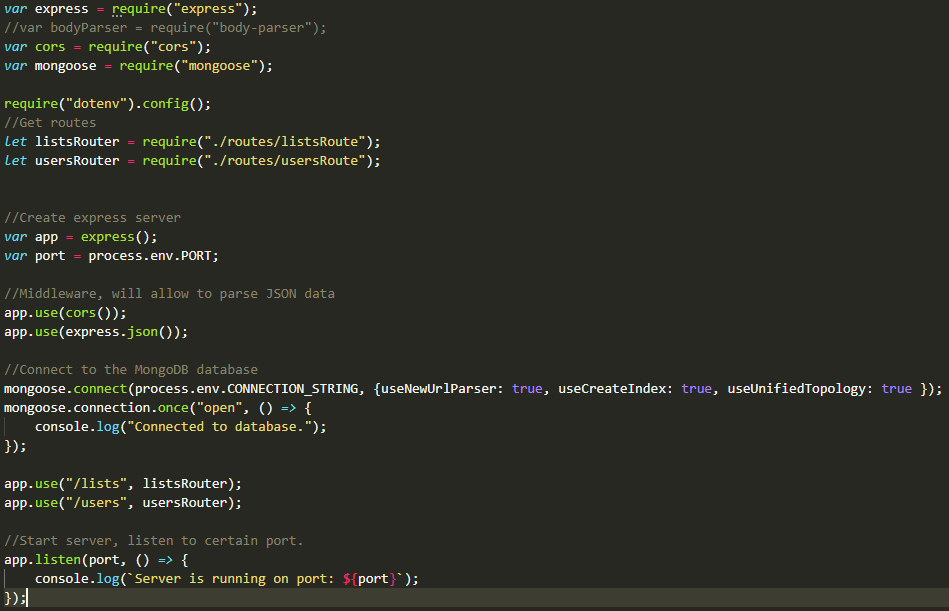 var express = require("express");
//var bodyParser = require("body-parser");
var cors = require("cors");
var mongoose = require("mongoose");
require("dotenv").config();
//Get routes
let listsRouter = require("./routes/listsRoute");
let usersRouter = require("./routes/usersRoute");
//Create express server
var app = express();
var port = process.env.PORT;
//Middleware, will allow to parse JSON data
app.use(cors());
app.use(express.json());
//Connect to the MongoDB database
mongoose.connect(process.env.CONNECTION_STRING, {useNewUrlParser: true, useCreateIndex: true, useUnifiedTopology: true });
mongoose.connection.once("open", () => {
    console.log("Connected to database.");
});
app.use("/lists", listsRouter);
app.use("/users", usersRouter);
//Start server, listen to certain port.
app.listen(port, () => {
    console.log(`Server is running on port: ${port}`);
});